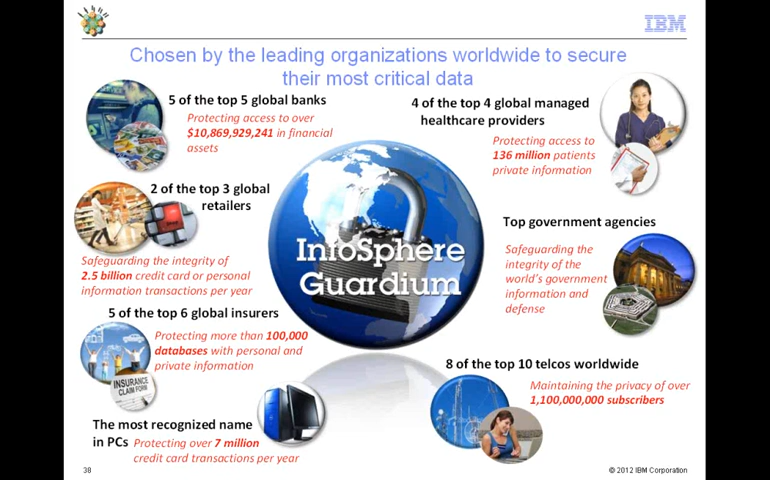 IBM
Chosen by the leading organizations worldwide to secure
their most critical data
5 of the top 5 global banks
Protecting access to over
$10,869,929,241 in financial
assets
4 of the top 4 global managed
healthcare providers
Protecting access to
136 million patients
private information
2 of the top 3 global
retailers
Safeguarding the integrity of
2.5 billion credit card or personal
information transactions per year
InfoSphere
Guardium
Top government agencies
Safeguarding the
integrity of the
world's government
information and
defense
5 of the top 6 global insurers
Protecting more than 100,000
databases with personal and
private information
INSURANCE
CLAIM FORM
8 of the top 10 telcos worldwide
Maintaining the privacy of over
1,100,000,000 subscribers
The most recognized name
in PCs Protecting over 7 million
credit card transactions per year
38
© 2012 IBM Corporation